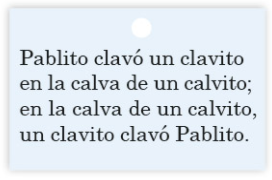 Pablito clavó un clavito
en la calva de un calvito;
en la calva de un calvito,
un clavito clavó Pablito.